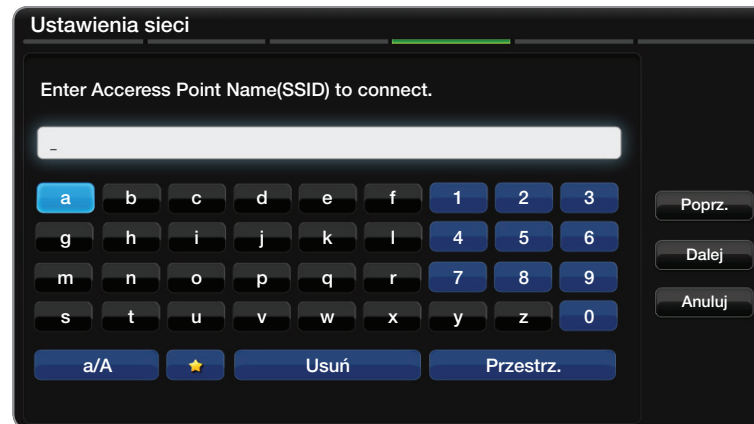 Ustawienia sieci
Enter Acceress Point Name(SSID) to connect.
_
a b c d e f 1 2 3
g h i j k l 4 5 6
m n o p q r 7 8 9
s t u v w x y z 0
a/A Usuń Przestrz.
Poprz.
Dalej
Anuluj